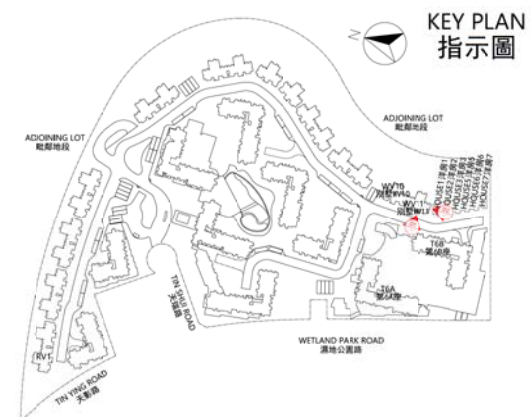 KEY PLAN
指示圖
N
ADJOINING LOT
毗鄰地段
ADJOINING LOT
毗鄰地段
WV10
別墅WV10
WV11
別墅WV11
HOUSE1 洋房1
HOUSE2 洋房2
HOUSE3 洋房3
HOUSE5 洋房5
HOUSE6 洋房6
HOUSE7 洋房7
T6B
第6B座
T6A
第6A座
TIN SHUI ROAD
天瑞路
WETLAND PARK ROAD
濕地公園路
RV1
TIN YING ROAD
天影路